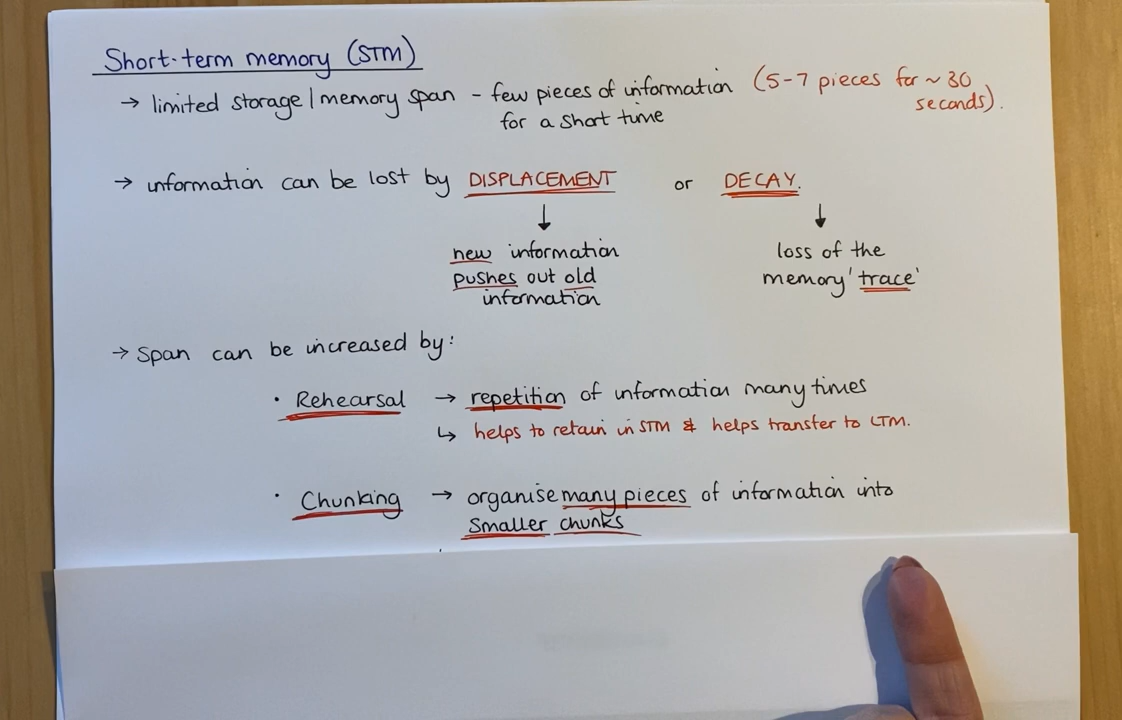 Short-term memory (STM)
→ limited storage/memory span - few pieces of information (5-7 pieces for ~ 30
for a short time seconds).
→ information can be lost by DISPLACEMENT or DECAY.
↓ ↓
new information loss of the
pushes out old memory 'trace'
information
→ Span can be increased by:
· Rehearsal → repetition of information many times
↳ helps to retain in STM & helps transfer to LTM.
· Chunking → organise many pieces of information into
smaller chunks